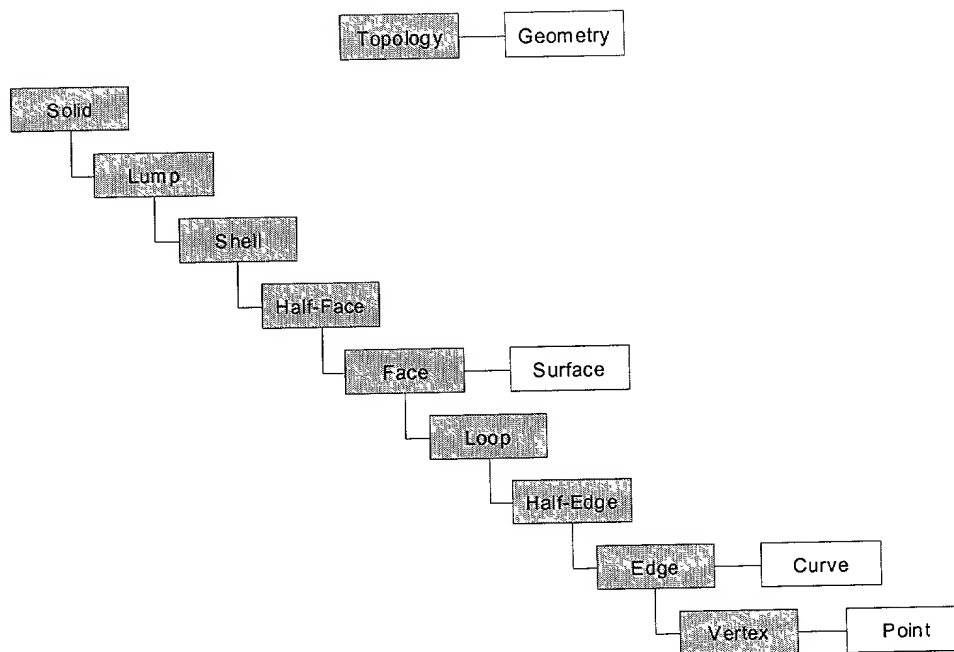 Topology Geometry
Solid
Lump
Shell
Half-Face
Face Surface
Loop
Half-Edge
Edge Curve
Vertex Point